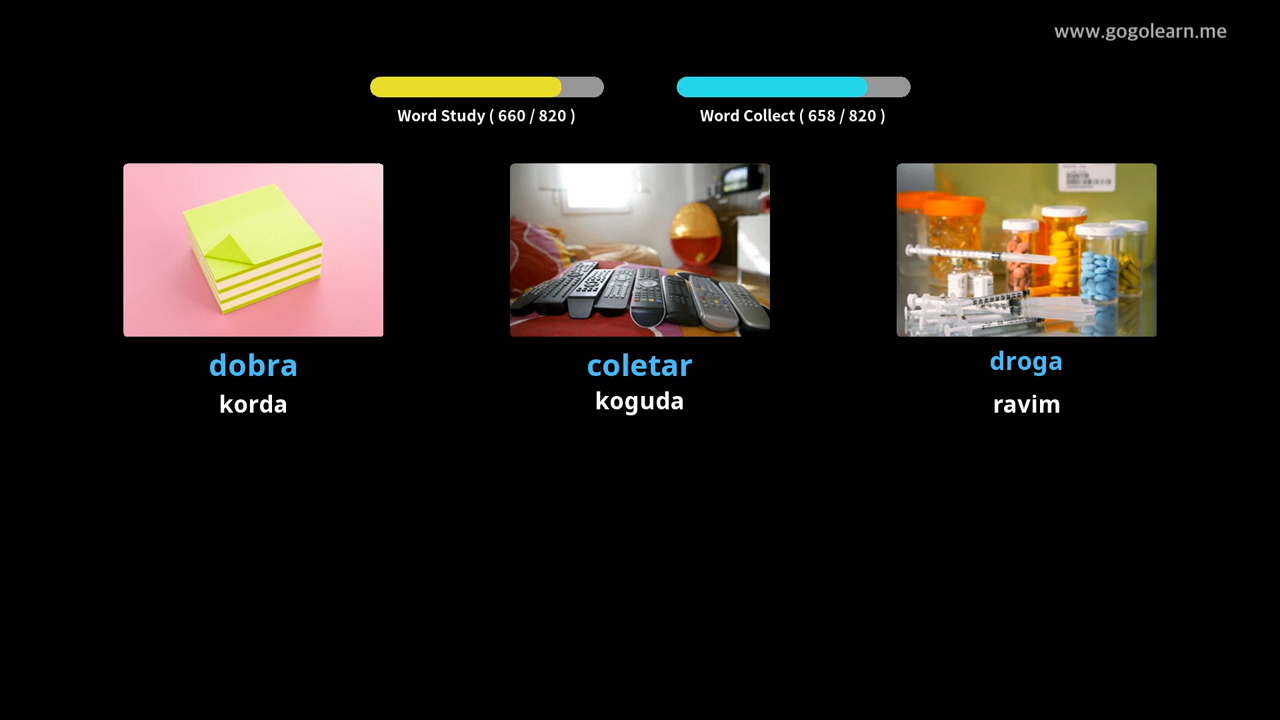 www.gogolearn.me
Word Study ( 660 / 820 )
Word Collect ( 658 / 820 )
dobra
korda
coletar
koguda
droga
ravim